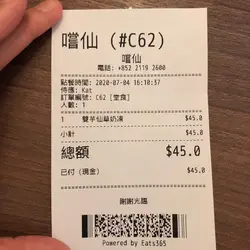 嚐仙 (#C62)
嚐仙
電話: +852 2119 2600
點餐時間: 2020-07-04 16:10:37
侍應: Kat
訂單編號: C62 [堂食]
人數: 1
1 雙芋仙草奶凍 $45.0
小計 $45.0
總額 $45.0
已付 (現金) $45.0
謝謝光臨
Powered by Eats365